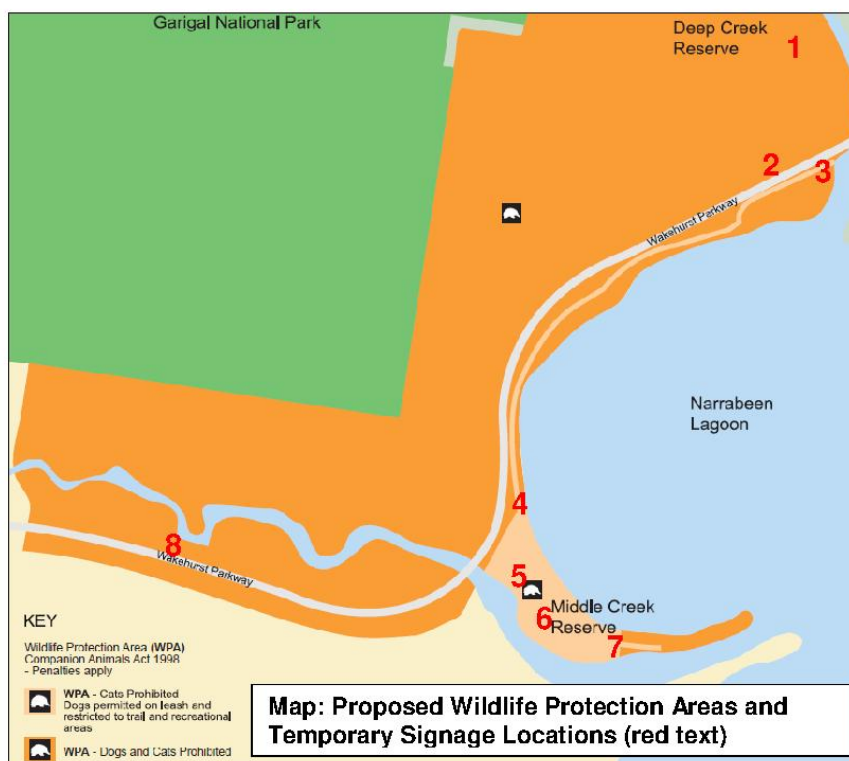 Garigal National Park
Deep Creek
Reserve
1
2
3
Wakehurst Parkway
Narrabeen
Lagoon
4
8
Wakehurst Parkway
5
6
Middle Creek
Reserve
7
KEY
Wildlife Protection Area (WPA)
Companion Animals Act 1998
- Penalties apply
WPA - Cats Prohibited
Dogs permitted on leash and
restricted to trail and recreational
areas
WPA - Dogs and Cats Prohibited
Map: Proposed Wildlife Protection Areas and
Temporary Signage Locations (red text)